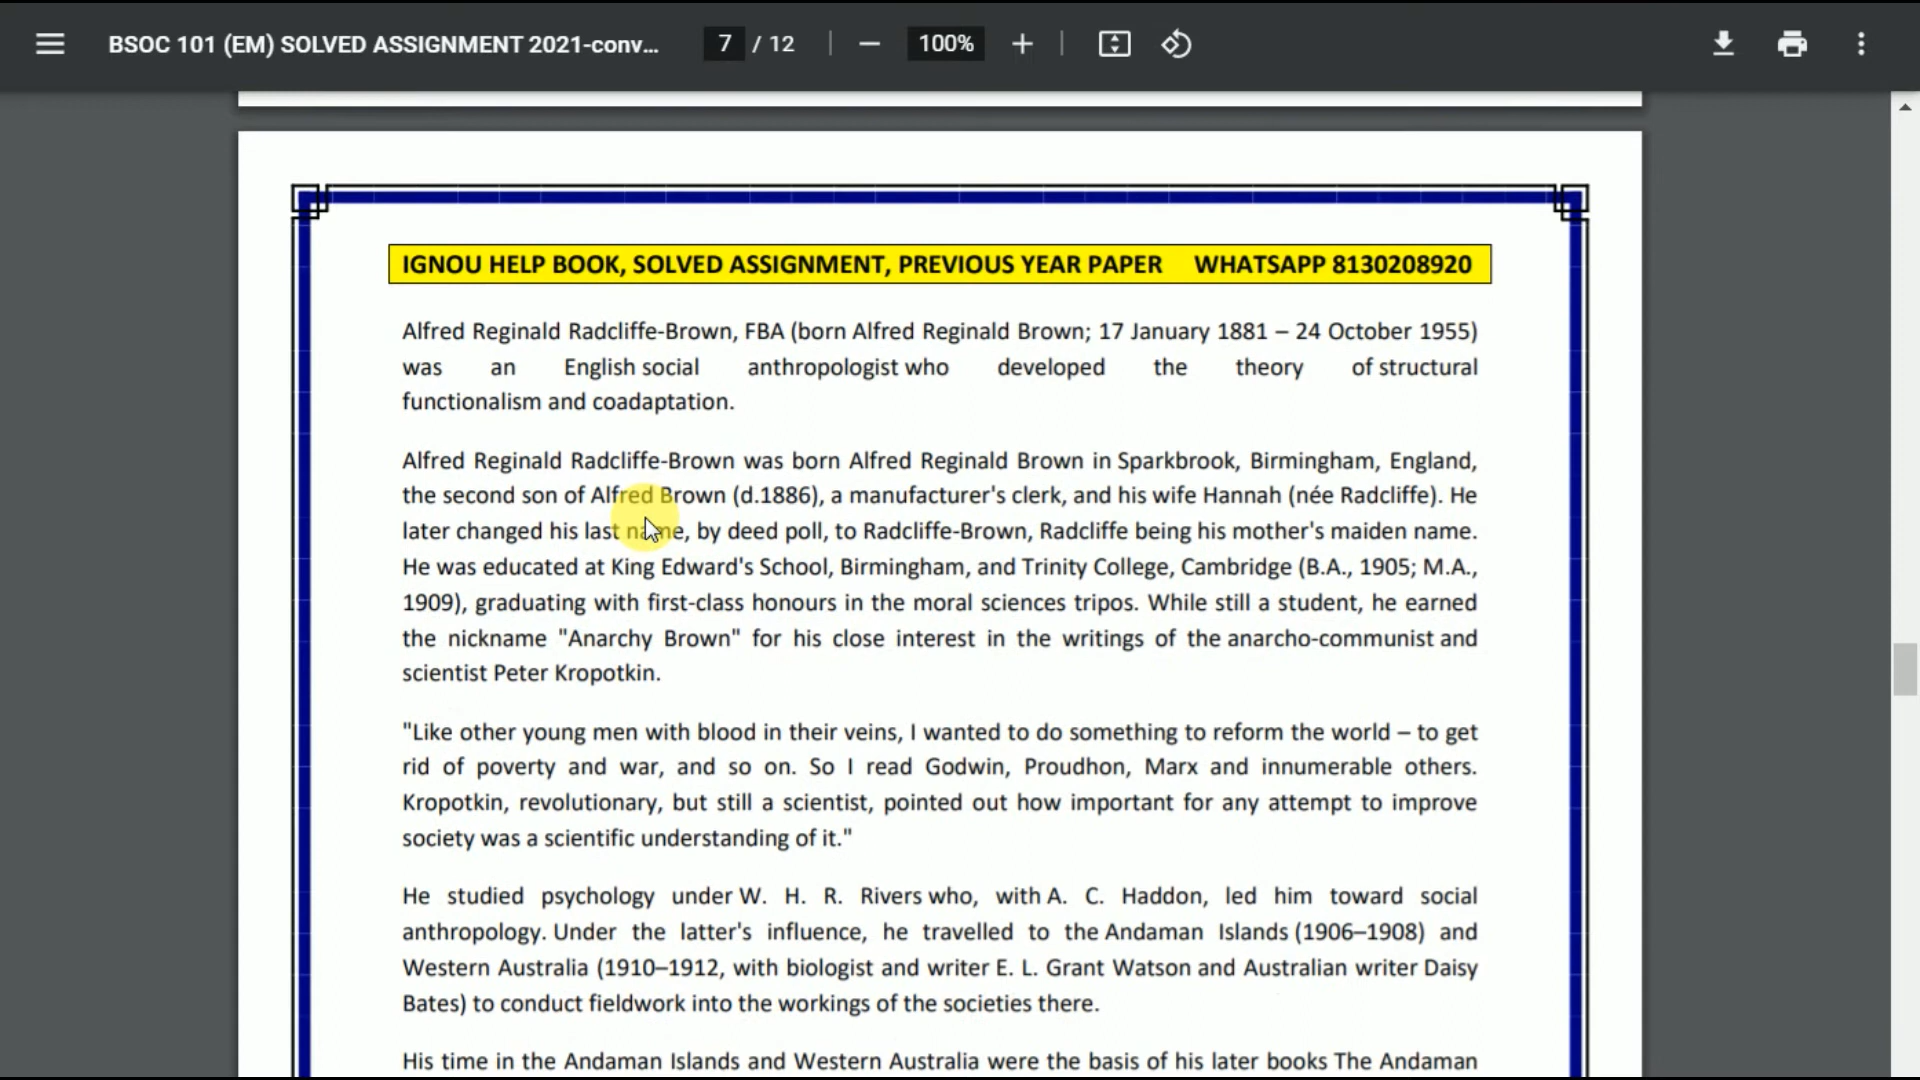 BSOC 101 (EM) SOLVED ASSIGNMENT 2021-conv... 7 / 12 100%
IGNOU HELP BOOK, SOLVED ASSIGNMENT, PREVIOUS YEAR PAPER WHATSAPP 8130208920
Alfred Reginald Radcliffe-Brown, FBA (born Alfred Reginald Brown; 17 January 1881 – 24 October 1955)
was an English social anthropologist who developed the theory of structural
functionalism and coadaptation.
Alfred Reginald Radcliffe-Brown was born Alfred Reginald Brown in Sparkbrook, Birmingham, England,
the second son of Alfred Brown (d.1886), a manufacturer's clerk, and his wife Hannah (née Radcliffe). He
later changed his last name, by deed poll, to Radcliffe-Brown, Radcliffe being his mother's maiden name.
He was educated at King Edward's School, Birmingham, and Trinity College, Cambridge (B.A., 1905; M.A.,
1909), graduating with first-class honours in the moral sciences tripos. While still a student, he earned
the nickname "Anarchy Brown" for his close interest in the writings of the anarcho-communist and
scientist Peter Kropotkin.
"Like other young men with blood in their veins, I wanted to do something to reform the world – to get
rid of poverty and war, and so on. So I read Godwin, Proudhon, Marx and innumerable others.
Kropotkin, revolutionary, but still a scientist, pointed out how important for any attempt to improve
society was a scientific understanding of it."
He studied psychology under W. H. R. Rivers who, with A. C. Haddon, led him toward social
anthropology. Under the latter's influence, he travelled to the Andaman Islands (1906–1908) and
Western Australia (1910–1912, with biologist and writer E. L. Grant Watson and Australian writer Daisy
Bates) to conduct fieldwork into the workings of the societies there.
His time in the Andaman Islands and Western Australia were the basis of his later books The Andaman